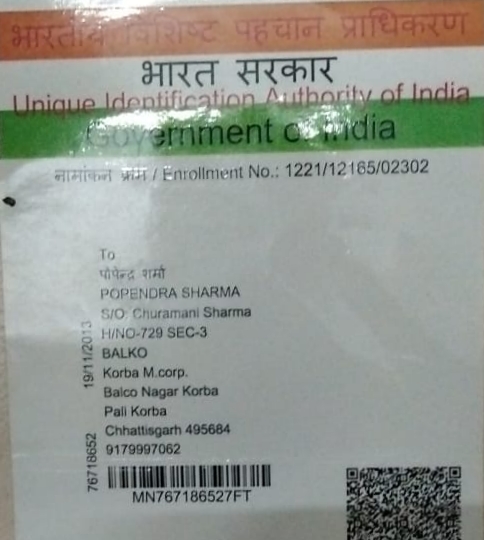 भारतीय विशिष्ट पहचान प्राधिकरण
भारत सरकार
Unique Identification Authority of India
Government of India
नामांकन क्रम / Enrollment No.: 1221/12165/02302
To
पोपेन्द्र शर्मा
POPENDRA SHARMA
S/O: Churamani Sharma
H/NO-729 SEC-3
BALKO
Korba M.corp.
Balco Nagar Korba
Pali Korba
Chhattisgarh 495684
9179997062
19/11/2013
76718652
MN767186527FT